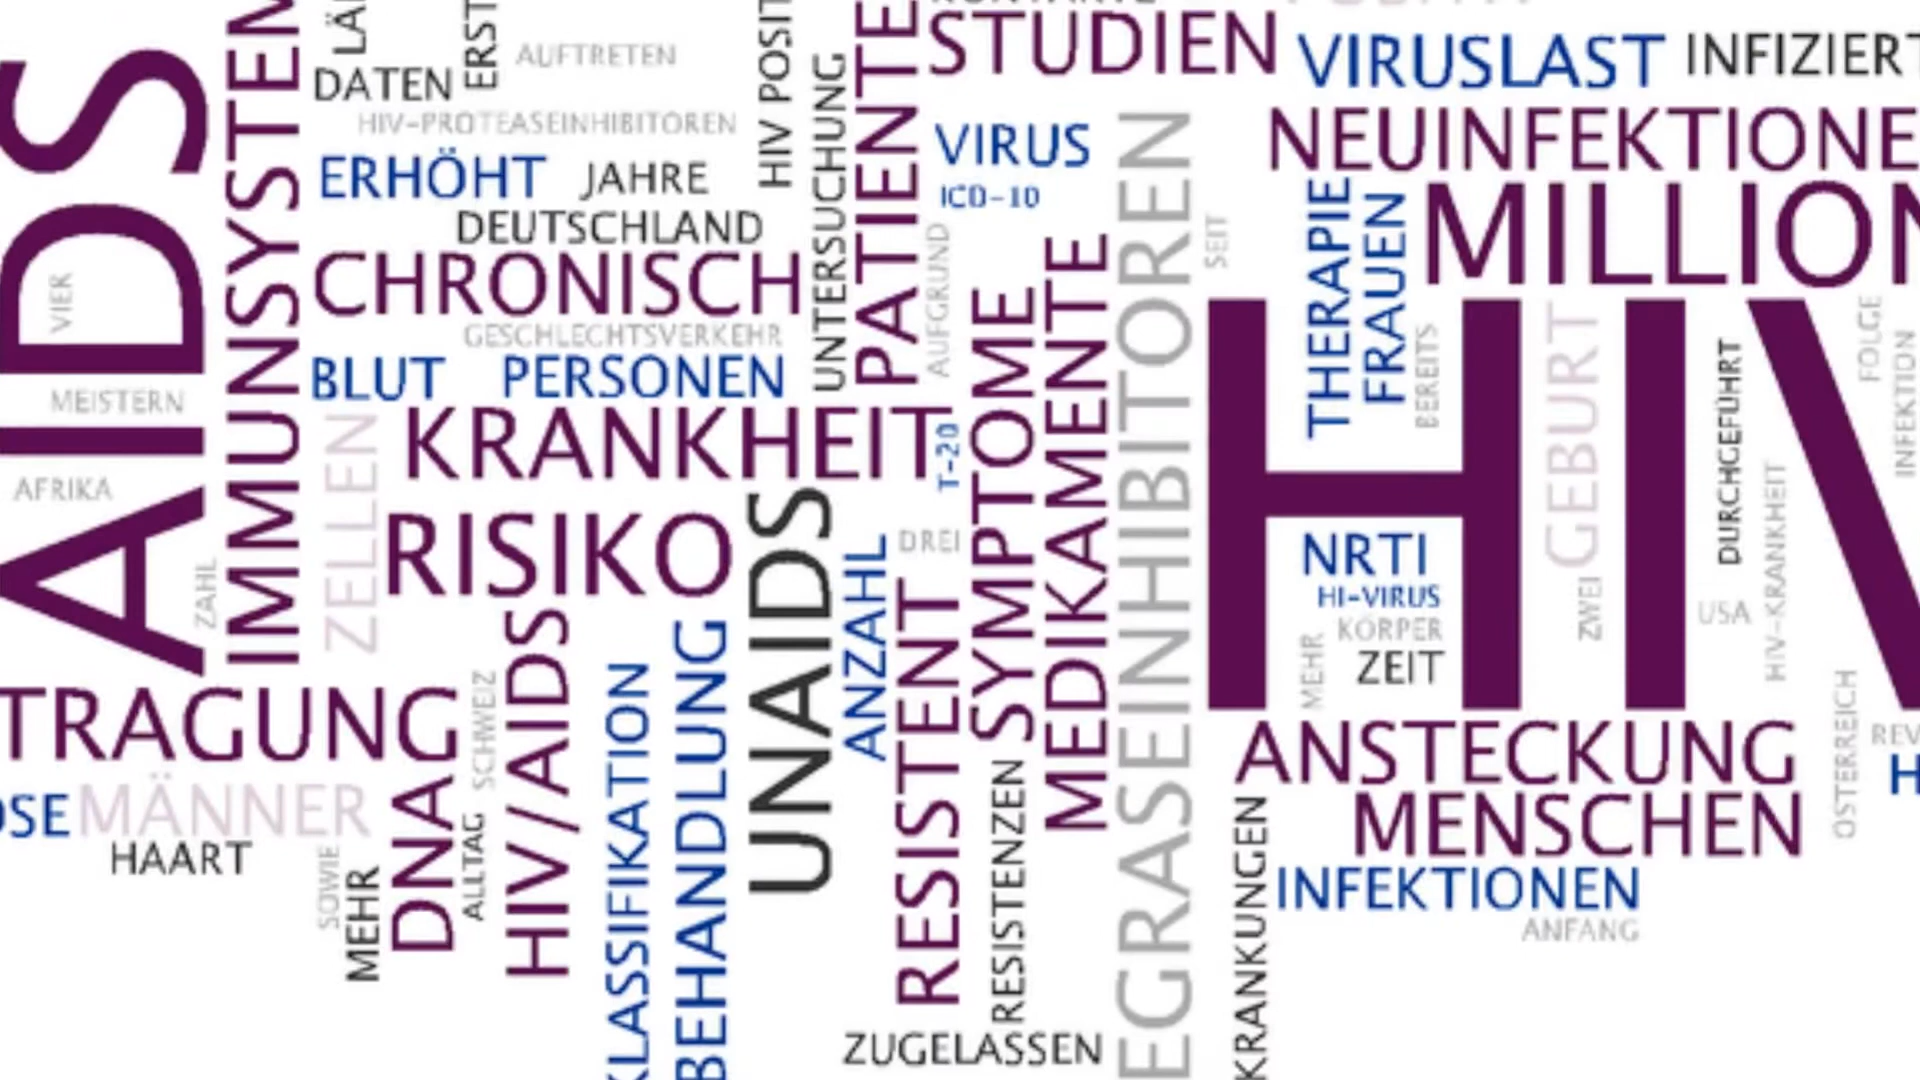 AIDS
VIER
MEISTERN
AFRIKA
ZAHL
IMMUNSYSTEM
DATEN
ERST
AUFTRETEN
HIV-PROTEASEINHIBITOREN
ERHÖHT
JAHRE
DEUTSCHLAND
CHRONISCH
GESCHLECHTSVERKEHR
BLUT
PERSONEN
HIV POSIT
UNTERSUCHUNG
PATIENTE
STUDIEN
VIRUSLAST
INFIZIERT
VIRUS
ICD-10
AUFGRUND
NEUINFEKTIONE
MILLION
SEIT
THERAPIE
FRAUEN
BEREITS
ZELLEN
KRANKHEIT
T-20
RISIKO
UNAIDS
DREI
ANZAHL
SYMPTOME
MEDIKAMENTE
EGRASEINHIBITOREN
HIV
GEBURT
DURCHGEFÜHRT
FOLGE
INFEKTION
HIV-KRANKHEIT
NRTI
HI-VIRUS
KÖRPER
ZEIT
MEHR
ZWEI
USA
TRAGUNG
SCHWEIZ
HIV/AIDS
KLASSIFIKATION
BEHANDLUNG
RESISTENT
RESISTENZEN
ANSTECKUNG
ÖSTERREICH
REV
H
OSE
MÄNNER
HAART
SOWIE
MEHR
DNA
ALLTAG
MENSCHEN
KRANKUNGEN
INFEKTIONEN
ANFANG
ZUGELASSEN